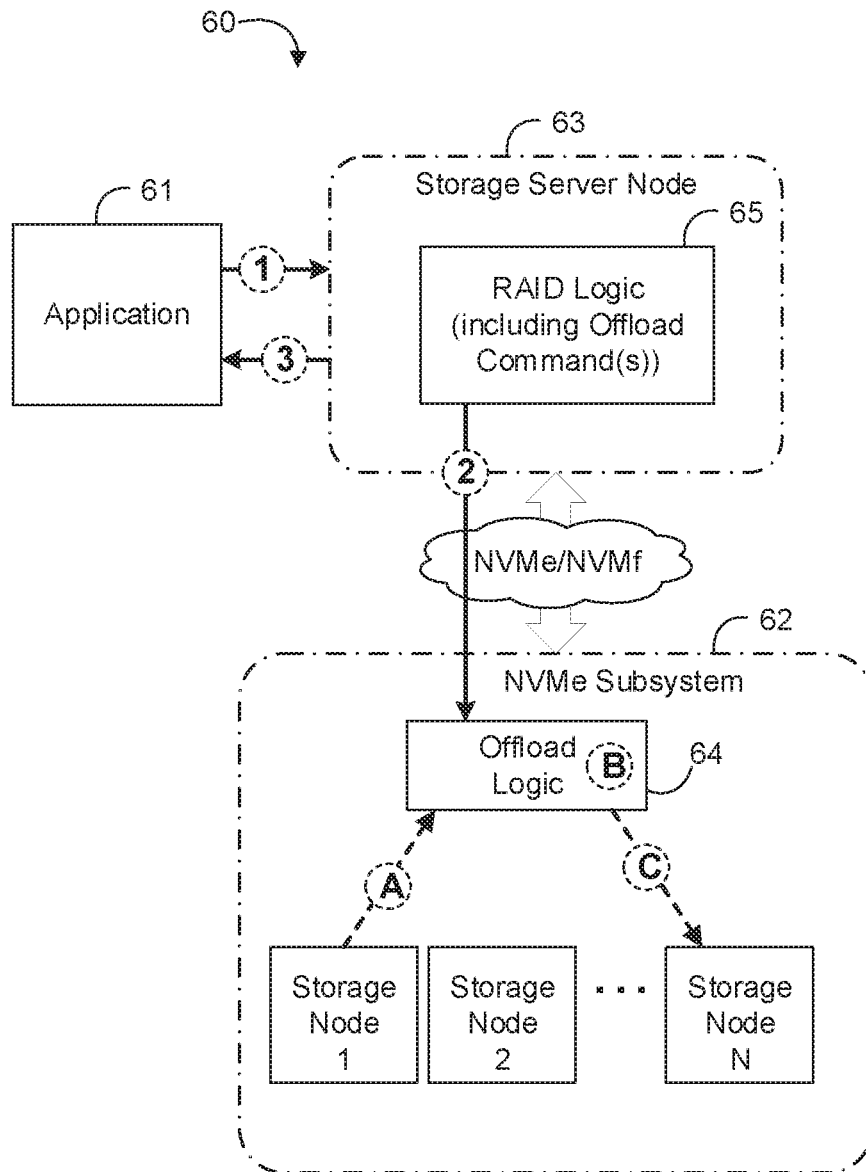 60
63
Storage Server Node
61
65
Application
1
3
RAID Logic
(including Offload
Command(s))
2
NVMe/NVMf
62
NVMe Subsystem
Offload
Logic
B
64
A
C
Storage
Node
1
Storage
Node
2
...
Storage
Node
N